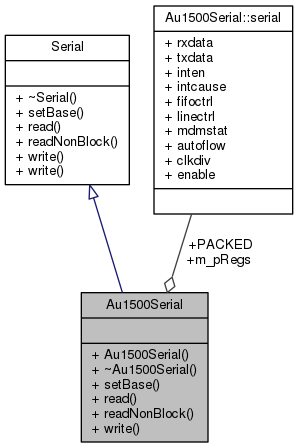 Serial
+ ~Serial()
+ setBase()
+ read()
+ readNonBlock()
+ write()
+ write()
Au1500Serial::serial
+ rxdata
+ txdata
+ inten
+ intcause
+ fifoctrl
+ linectrl
+ mdmstat
+ autoflow
+ clkdiv
+ enable
+PACKED
+m_pRegs
Au1500Serial
+ Au1500Serial()
+ ~Au1500Serial()
+ setBase()
+ read()
+ readNonBlock()
+ write()